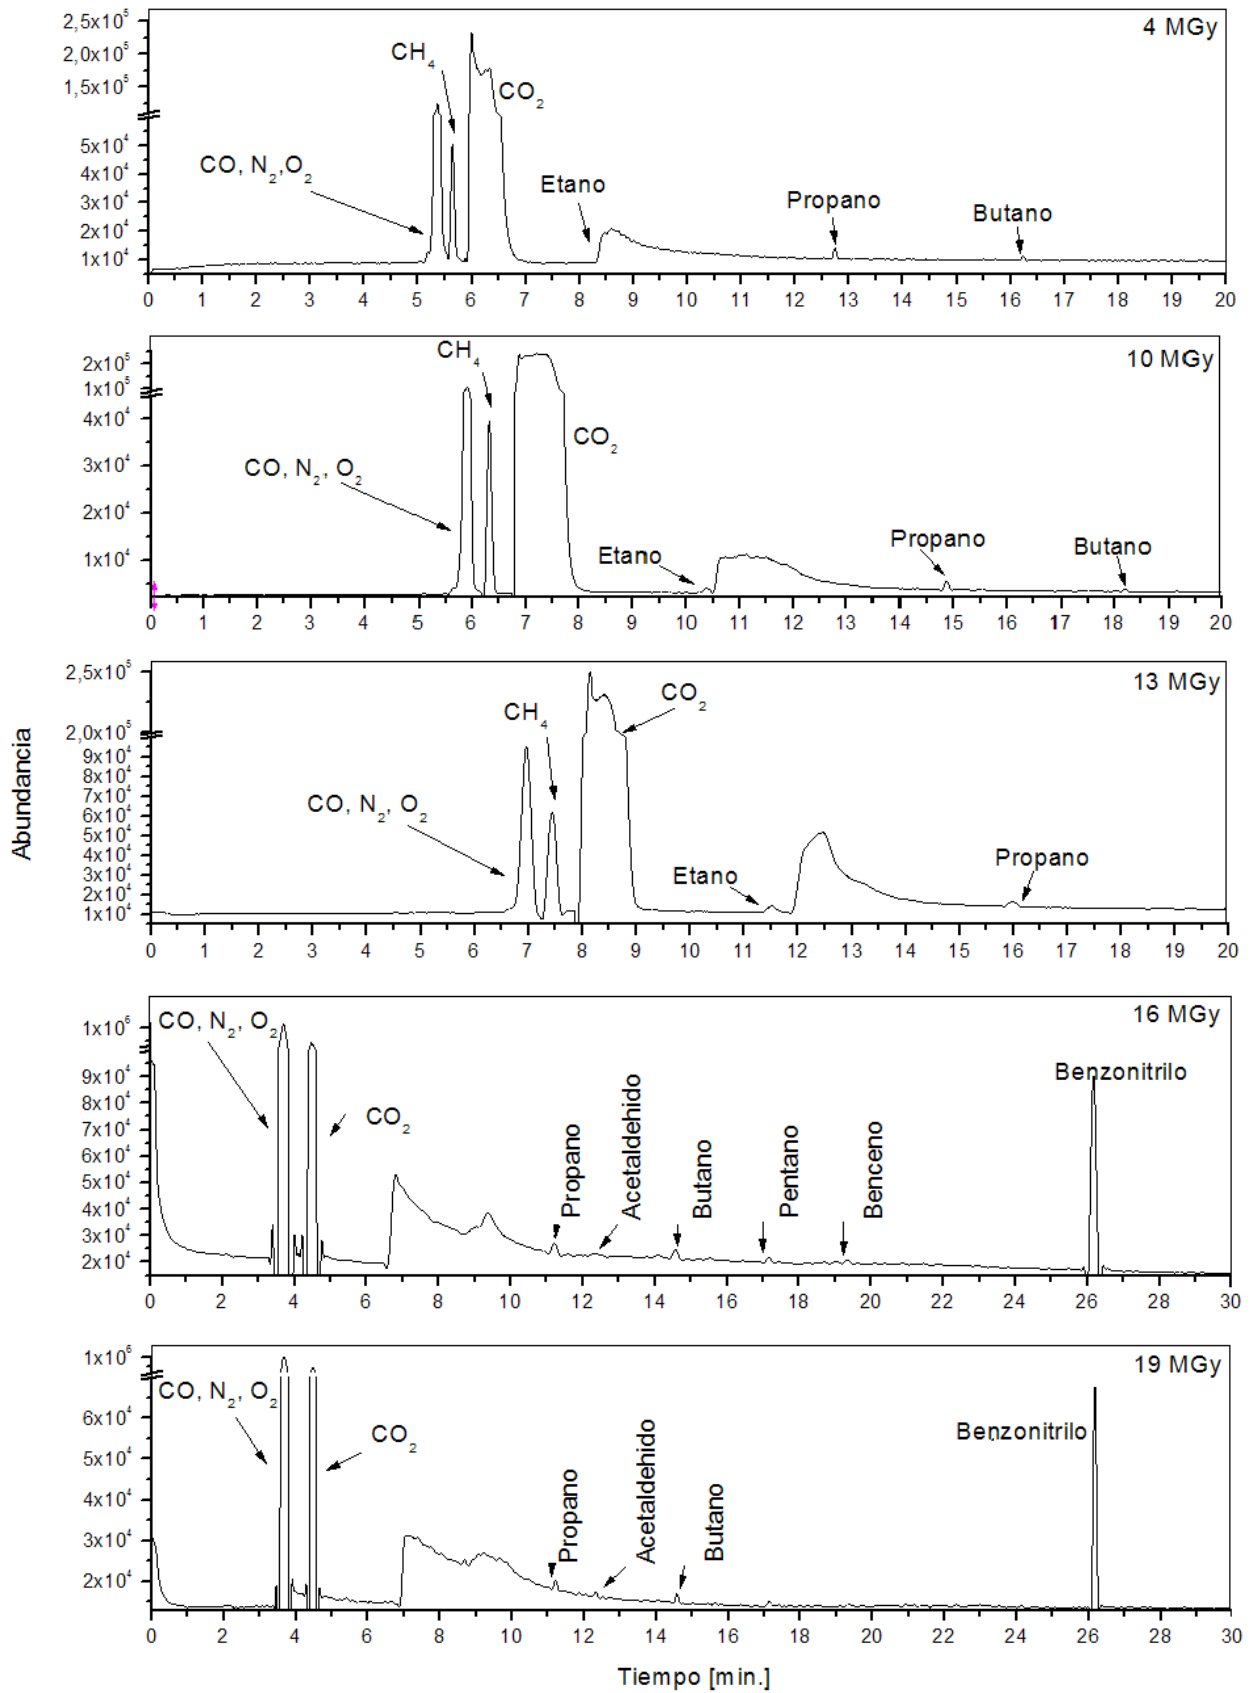 4 MGy
2,5x10⁵
2,0x10⁵
1,5x10⁵
5x10⁴
4x10⁴
3x10⁴
2x10⁴
1x10⁴
CH₄
CO₂
CO, N₂,O₂
Etano
Propano
Butano
0 1 2 3 4 5 6 7 8 9 10 11 12 13 14 15 16 17 18 19 20
10 MGy
2x10⁵
1x10⁵
4x10⁴
3x10⁴
2x10⁴
1x10⁴
CH₄
CO₂
CO, N₂, O₂
Etano
Propano
Butano
0 1 2 3 4 5 6 7 8 9 10 11 12 13 14 15 16 17 18 19 20
13 MGy
2,5x10⁵
2,0x10⁵
9x10⁴
8x10⁴
7x10⁴
6x10⁴
5x10⁴
4x10⁴
3x10⁴
2x10⁴
1x10⁴
CO₂
CH₄
CO, N₂, O₂
Etano
Propano
0 1 2 3 4 5 6 7 8 9 10 11 12 13 14 15 16 17 18 19 20
Abundancia
16 MGy
1x10⁶
9x10⁴
8x10⁴
7x10⁴
6x10⁴
5x10⁴
4x10⁴
3x10⁴
2x10⁴
CO, N₂, O₂
CO₂
Propano
Acetaldehido
Butano
Pentano
Benceno
Benzonitrilo
0 2 4 6 8 10 12 14 16 18 20 22 24 26 28 30
19 MGy
1x10⁶
6x10⁴
5x10⁴
4x10⁴
3x10⁴
2x10⁴
CO, N₂, O₂
CO₂
Propano
Acetaldehido
Butano
Benzonitrilo
0 2 4 6 8 10 12 14 16 18 20 22 24 26 28 30
Tiempo [min.]